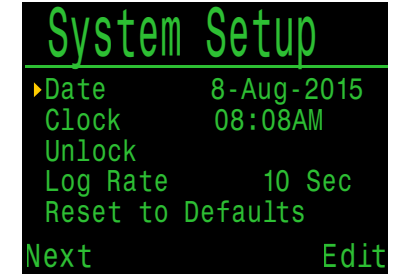 System Setup
Date 8-Aug-2015
Clock 08:08AM
Unlock
Log Rate 10 Sec
Reset to Defaults
Next Edit